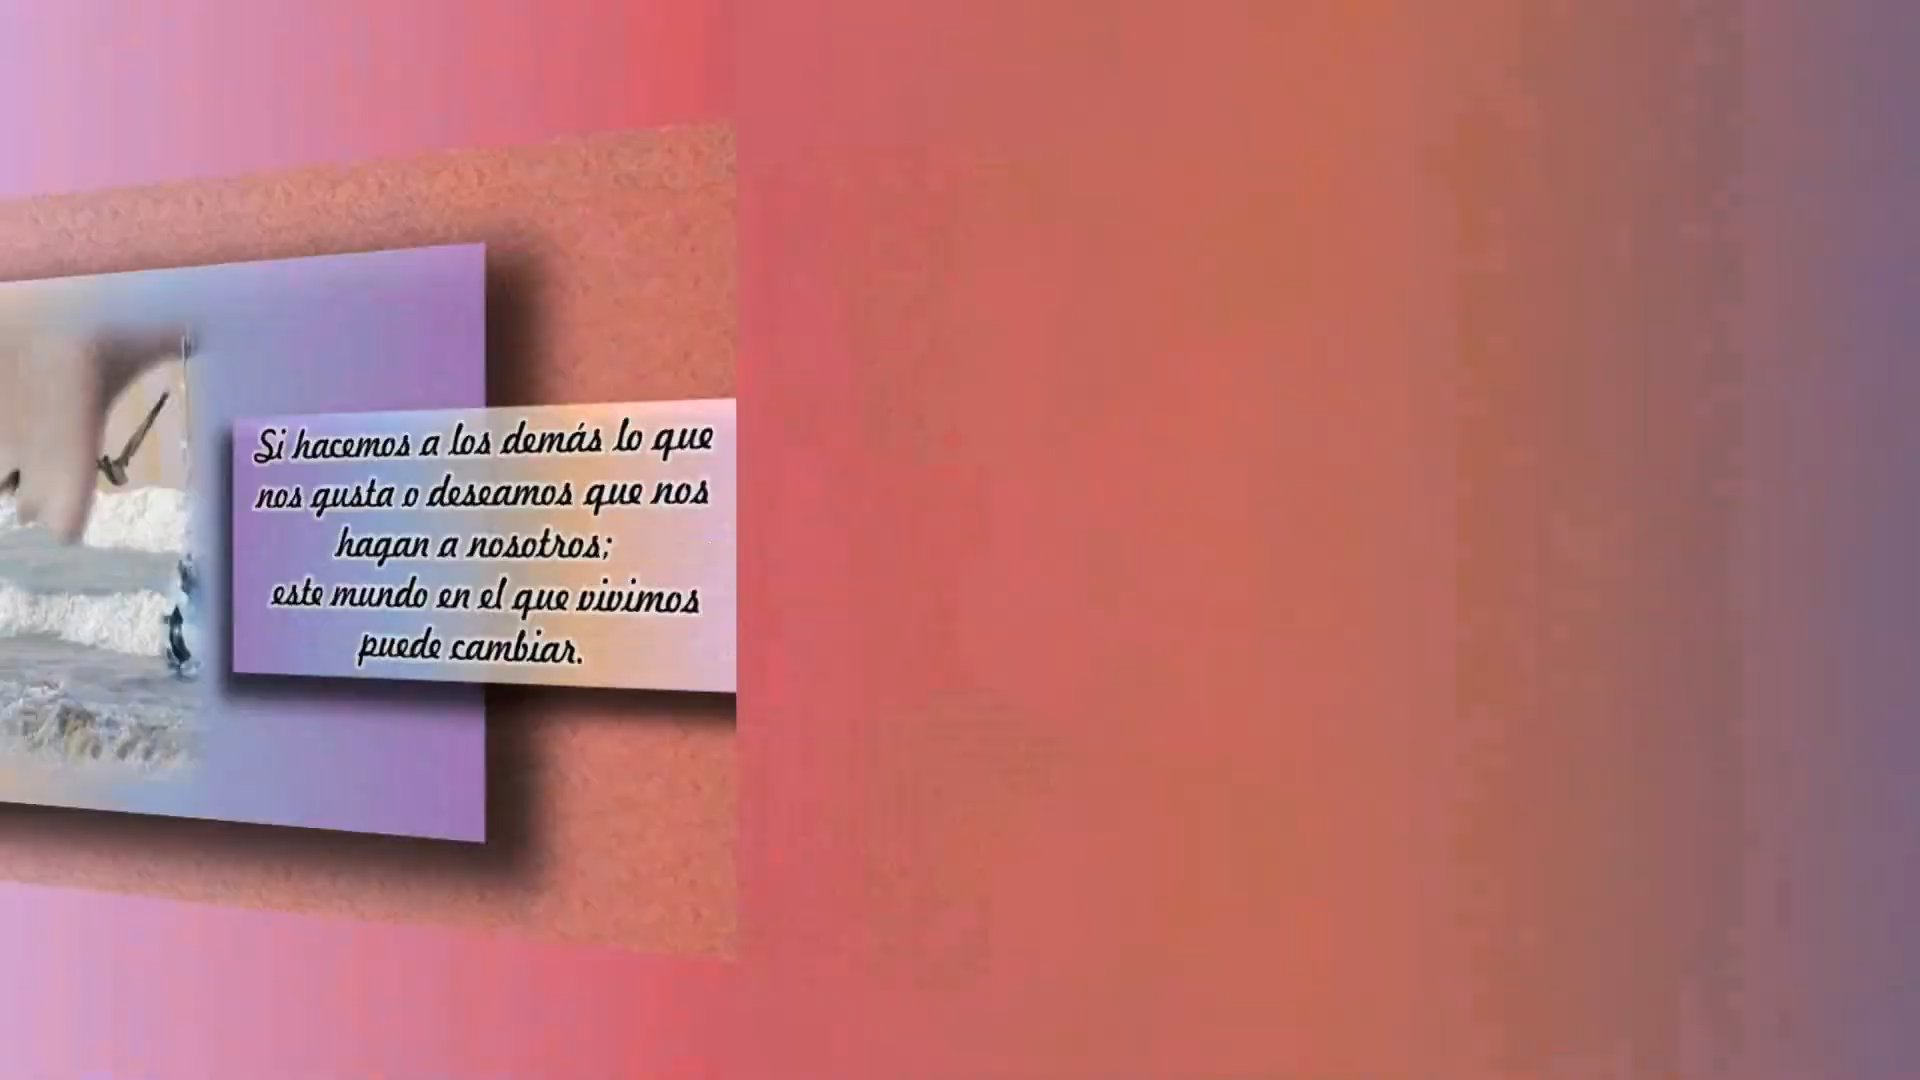 Si hacemos a los demás lo que
nos gusta o deseamos que nos
hagan a nosotros;
este mundo en el que vivimos
puede cambiar.